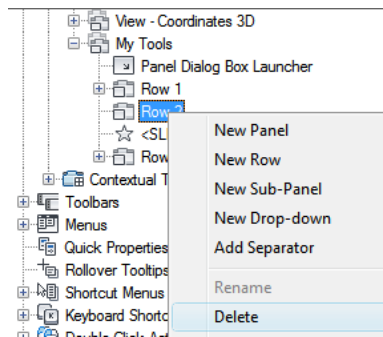 View - Coordinates 3D
My Tools
Panel Dialog Box Launcher
Row 1
Row 2
<SL
Row
Contextual T
Toolbars
Menus
Quick Properties
Rollover Tooltips
Shortcut Menus
Keyboard Shortc
New Panel
New Row
New Sub-Panel
New Drop-down
Add Separator
Rename
Delete